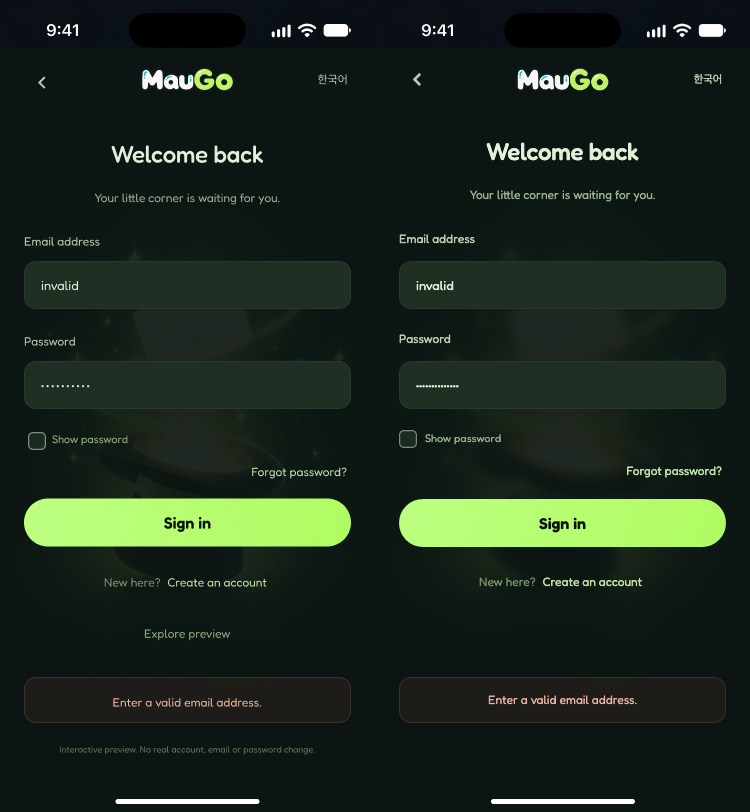 9:41
MauGo
한국어
Welcome back
Your little corner is waiting for you.
Email address
invalid
Password
Show password
Forgot password?
Sign in
New here? Create an account
Explore preview
Enter a valid email address.
Interactive preview. No real account, email or password change.
9:41
MauGo
한국어
Welcome back
Your little corner is waiting for you.
Email address
invalid
Password
Show password
Forgot password?
Sign in
New here? Create an account
Enter a valid email address.